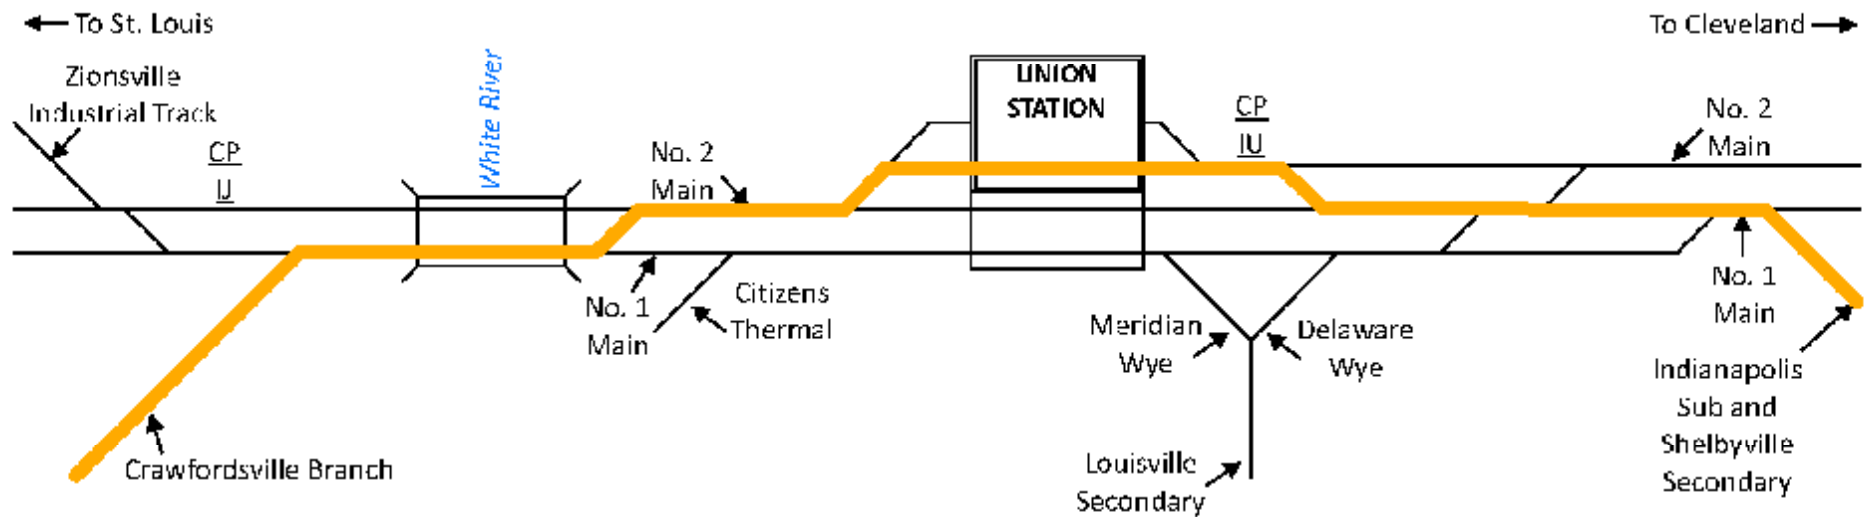 To St. Louis
To Cleveland
Zionsville
Industrial Track
CP
IJ
White River
No. 2
Main
UNION
STATION
CP
IU
No. 2
Main
No. 1
Main
Citizens
Thermal
Meridian
Wye
Delaware
Wye
No. 1
Main
Crawfordsville Branch
Louisville
Secondary
Indianapolis
Sub and
Shelbyville
Secondary